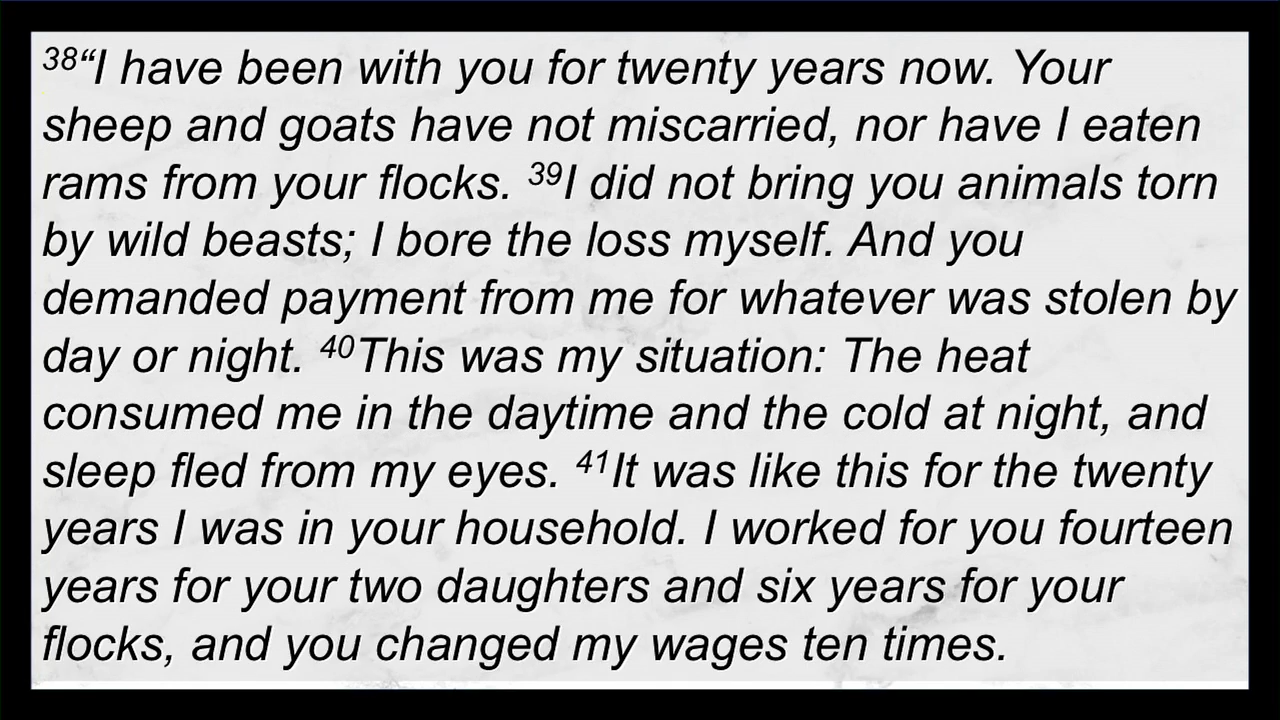 38“I have been with you for twenty years now. Your
sheep and goats have not miscarried, nor have I eaten
rams from your flocks. 39I did not bring you animals torn
by wild beasts; I bore the loss myself. And you
demanded payment from me for whatever was stolen by
day or night. 40This was my situation: The heat
consumed me in the daytime and the cold at night, and
sleep fled from my eyes. 41It was like this for the twenty
years I was in your household. I worked for you fourteen
years for your two daughters and six years for your
flocks, and you changed my wages ten times.